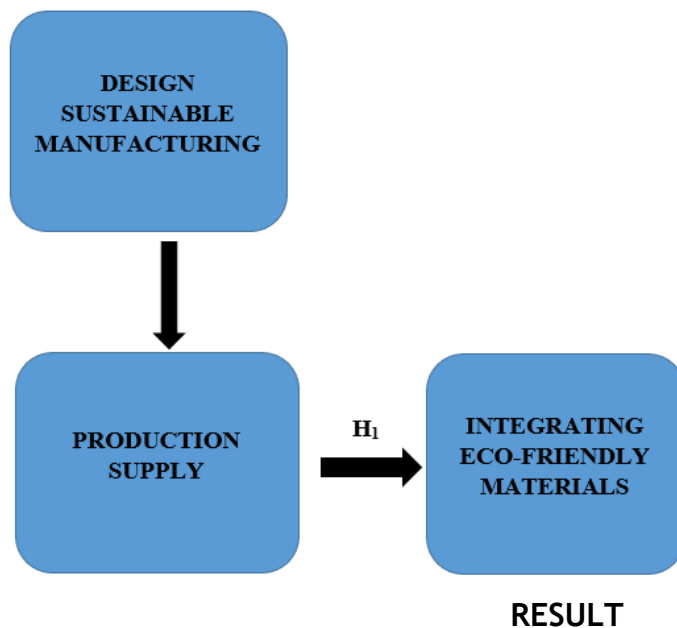 DESIGN
SUSTAINABLE
MANUFACTURING
PRODUCTION
SUPPLY
H₁
INTEGRATING
ECO-FRIENDLY
MATERIALS
RESULT